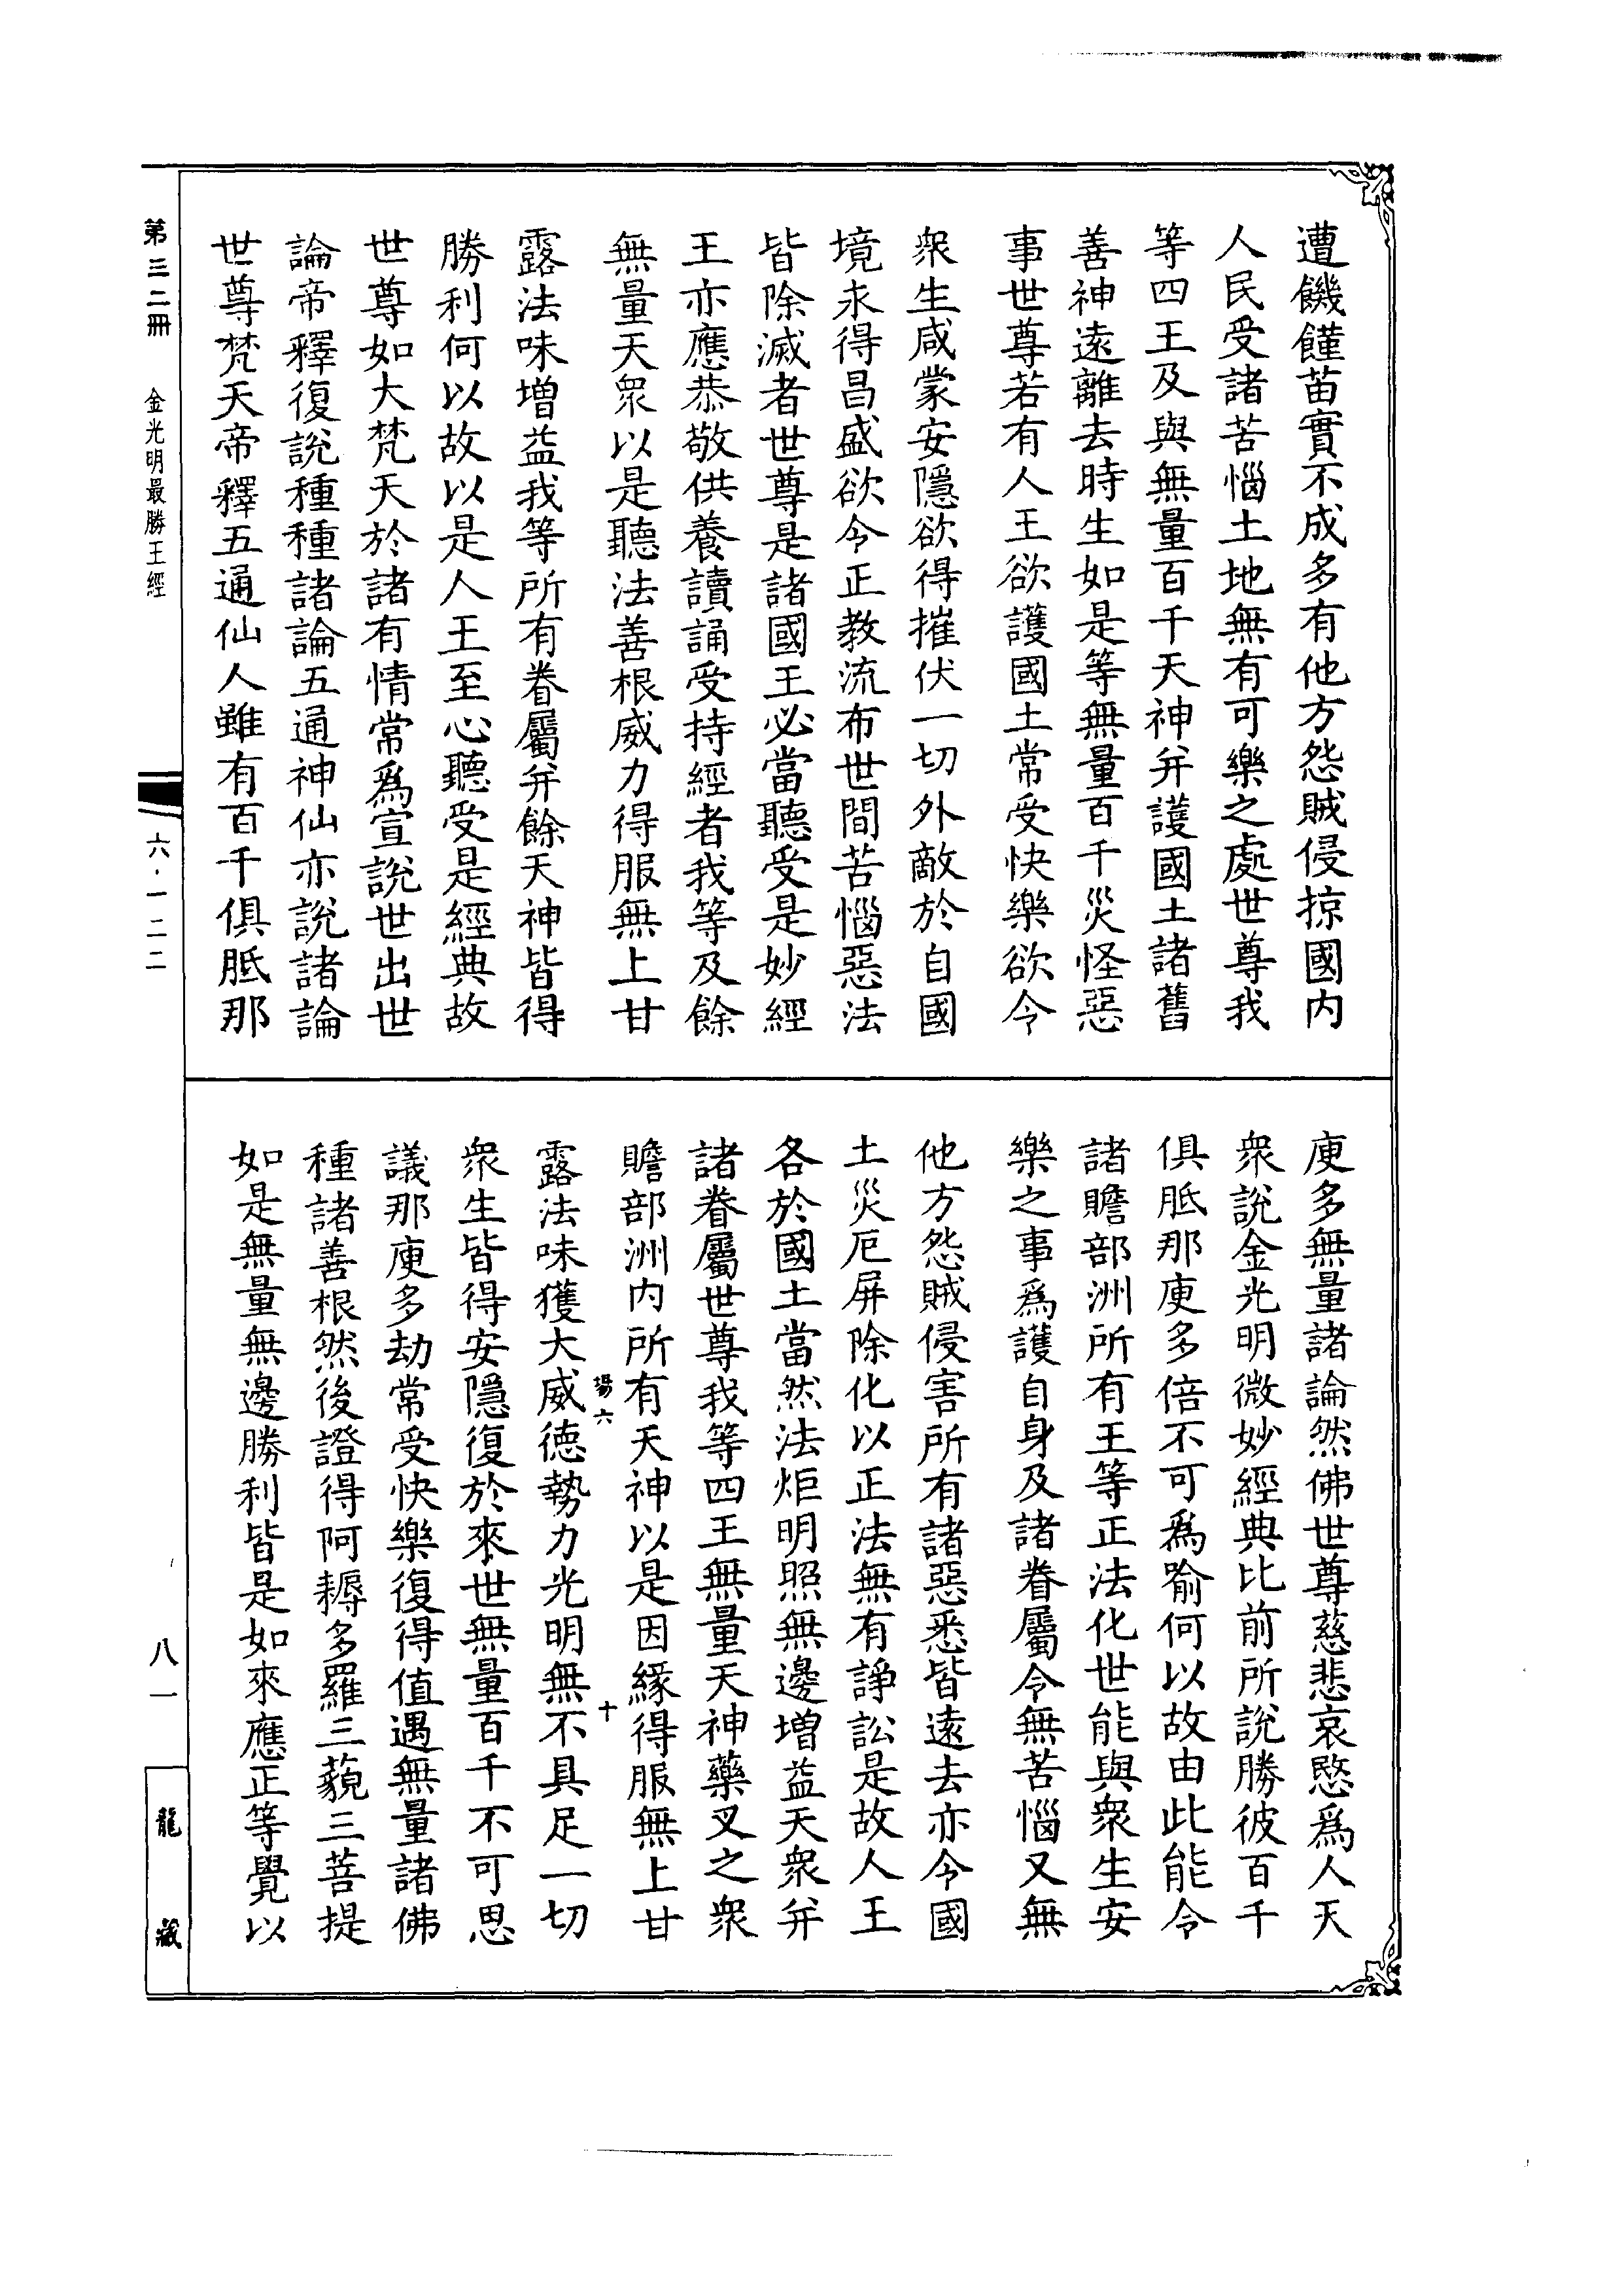 遭饑饉苗實不成多有他方怨賊侵掠國内
人民受諸苦惱土地無有可樂之處世尊我
等四王及與無量百千天神并護國土諸舊
善神遠離去時生如是等無量百千災怪惡
事世尊若有人王欲護國土常受快樂欲令
衆生咸蒙安隱欲得摧伏一切外敵於自國
境永得昌盛欲令正教流布世間苦惱惡法
皆除滅者世尊是諸國王必當聽受是妙經
王亦應恭敬供養讀誦受持經者我等及餘
無量天衆以是聽法善根威力得服無上甘
露法味增益我等所有眷屬并餘天神皆得
勝利何以故以是人王至心聽受是經典故
世尊如大梵天於諸有情常爲宣說世出世
論帝釋復說種種諸論五通神仙亦說諸論
世尊梵天帝釋五通仙人雖有百千俱胝那
庾多無量諸論然佛世尊慈悲哀愍爲人天
衆說金光明微妙經典比前所說勝彼百千
俱胝那庾多倍不可爲喻何以故由此能令
諸贍部洲所有王等正法化世能與衆生安
樂之事爲護自身及諸眷屬令無苦惱又無
他方怨賊侵害所有諸惡悉皆遠去亦令國
土災厄屏除化以正法無有諍訟是故人王
各於國土當然法炬明照無邊增益天衆并
諸眷屬世尊我等四王無量天神藥叉之衆
贍部洲内所有天神以是因緣得服無上甘
場六 十
露法味獲大威德勢力光明無不具足一切
衆生皆得安隱復於來世無量百千不可思
議那庾多劫常受快樂復得值遇無量諸佛
種諸善根然後證得阿耨多羅三藐三菩提
如是無量無邊勝利皆是如來應正等覺以
第三二冊 金光明最勝王經 六·一二二
八一
龍藏